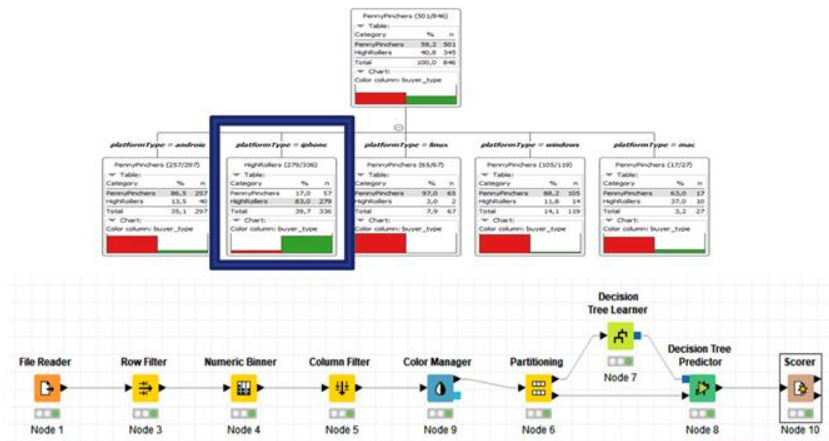 PennyPinchers (501/846)
Table:
Category % n
PennyPinchers 59,2 501
HighRollers 40,8 345
Total 100,0 846
Chart:
Color column: buyer_type
platformType = android
platformType = iphone
platformType = linux
platformType = windows
platformType = mac
PennyPinchers (257/297)
Table:
Category % n
PennyPinchers 86,5 257
HighRollers 13,5 40
Total 35,1 297
Chart:
Color column: buyer_type
HighRollers (279/336)
Table:
Category % n
PennyPinchers 17,0 57
HighRollers 83,0 279
Total 39,7 336
Chart:
Color column: buyer_type
PennyPinchers (65/67)
Table:
Category % n
PennyPinchers 97,0 65
HighRollers 3,0 2
Total 7,9 67
Chart:
Color column: buyer_type
PennyPinchers (105/119)
Table:
Category % n
PennyPinchers 88,2 105
HighRollers 11,8 14
Total 14,1 119
Chart:
Color column: buyer_type
PennyPinchers (17/27)
Table:
Category % n
PennyPinchers 63,0 17
HighRollers 37,0 10
Total 3,2 27
Chart:
Color column: buyer_type
File Reader
Node 1
Row Filter
Node 3
Numeric Binner
Node 4
Column Filter
Node 5
Color Manager
Node 9
Partitioning
Node 6
Decision
Tree Learner
Node 7
Decision Tree
Predictor
Node 8
Scorer
Node 10